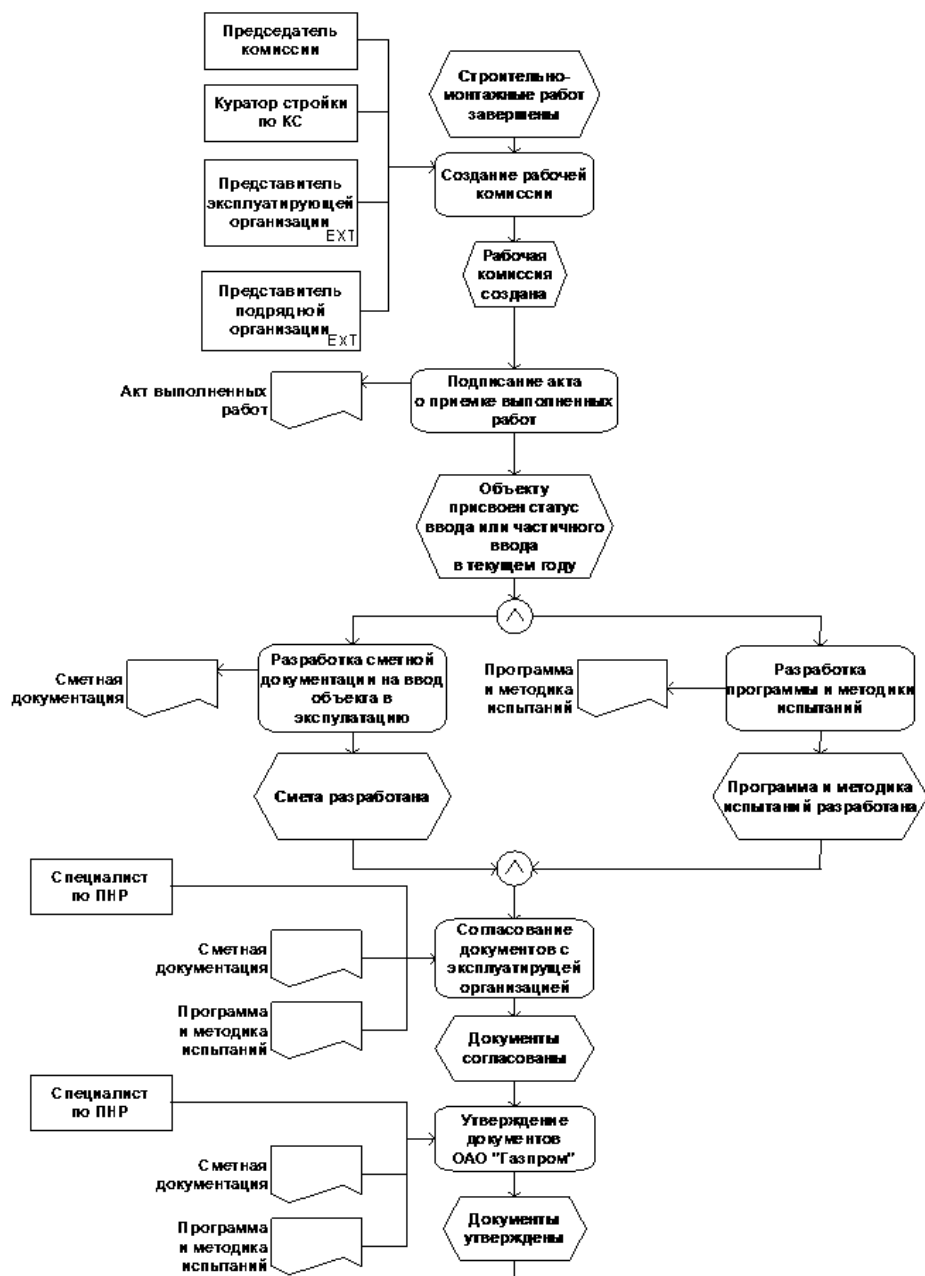 Председатель
комиссии
Строительно-
монтажные работ
завершены
Куратор стройки
по КС
Создание рабочей
комиссии
Представитель
эксплуатирующей
организации
EXT
Рабочая
комиссия
создана
Представитель
подрядной
организации
EXT
Акт выполненных
работ
Подписание акта
о приемке выполненных
работ
Объекту
присвоен статус
ввода или частичного
ввода
в текущем году
Сметная
документация
Разработка сметной
документации на ввод
объекта в
экспулатацию
Программа
и методика
испытаний
Разработка
программы и методики
испытаний
Смета разработана
Программа и методика
испытаний разработана
Специалист
по ПНР
Сметная
документация
Программа
и методика
испытаний
Согласование
документов с
эксплуатирущей
организацией
Документы
согласованы
Специалист
по ПНР
Утверждение
документов
ОАО "Газпром"
Сметная
документация
Программа
и методика
испытаний
Документы
утверждены